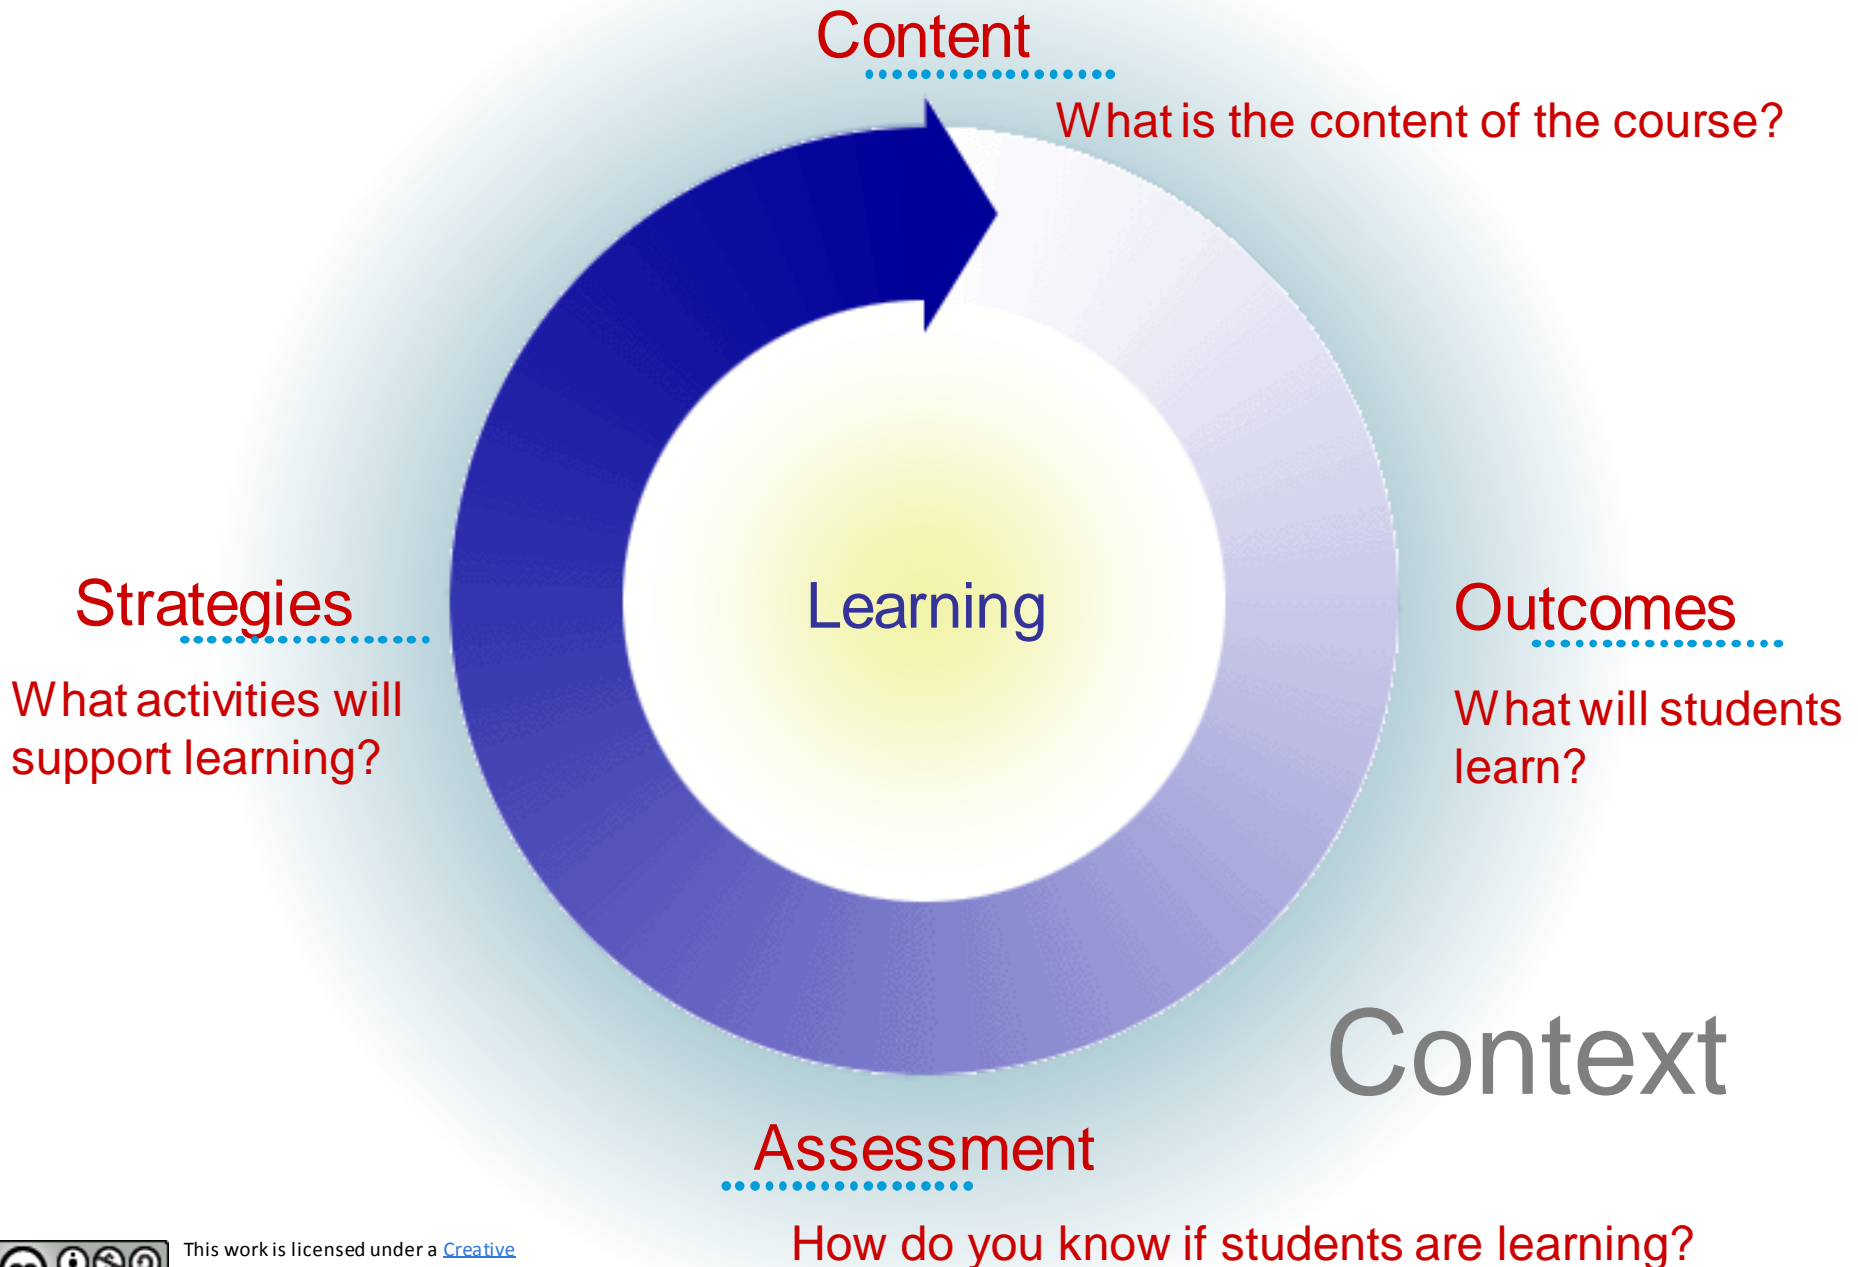 Content
What is the content of the course?
Strategies
What activities will
support learning?
Learning
Outcomes
What will students
learn?
Context
Assessment
How do you know if students are learning?
This work is licensed under a Creative